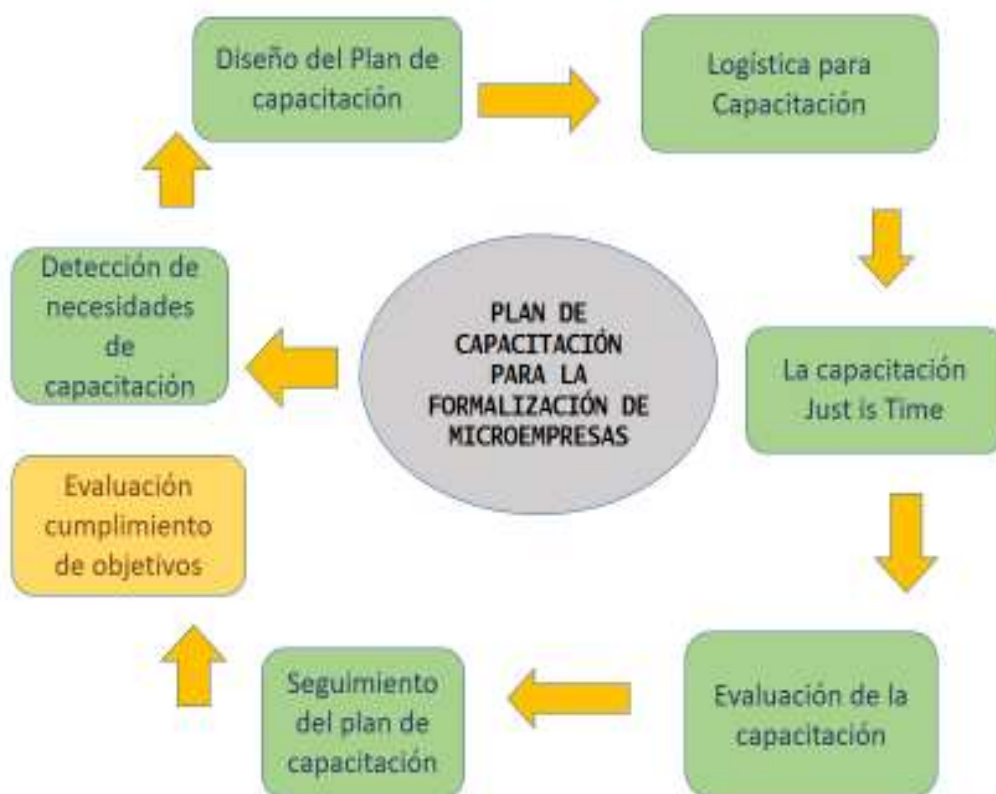 Diseño del Plan de
capacitación
Logística para
Capacitación
Detección de
necesidades
de
capacitación
PLAN DE
CAPACITACIÓN
PARA LA
FORMALIZACIÓN DE
MICROEMPRESAS
La capacitación
Just is Time
Evaluación
cumplimiento
de objetivos
Seguimiento
del plan de
capacitación
Evaluación de la
capacitación